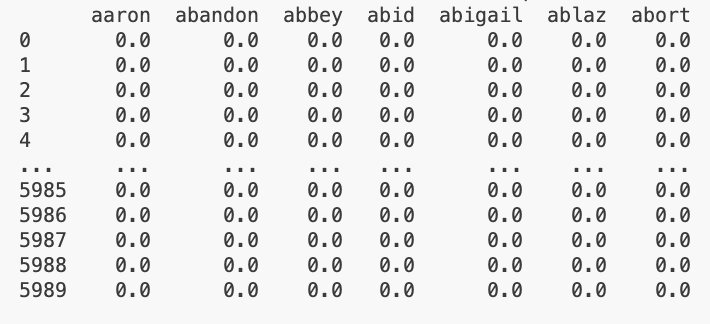 aaron abandon abbey abid abigail ablaz abort
0 0.0 0.0 0.0 0.0 0.0 0.0 0.0
1 0.0 0.0 0.0 0.0 0.0 0.0 0.0
2 0.0 0.0 0.0 0.0 0.0 0.0 0.0
3 0.0 0.0 0.0 0.0 0.0 0.0 0.0
4 0.0 0.0 0.0 0.0 0.0 0.0 0.0
... ... ... ... ... ... ... ...
5985 0.0 0.0 0.0 0.0 0.0 0.0 0.0
5986 0.0 0.0 0.0 0.0 0.0 0.0 0.0
5987 0.0 0.0 0.0 0.0 0.0 0.0 0.0
5988 0.0 0.0 0.0 0.0 0.0 0.0 0.0
5989 0.0 0.0 0.0 0.0 0.0 0.0 0.0